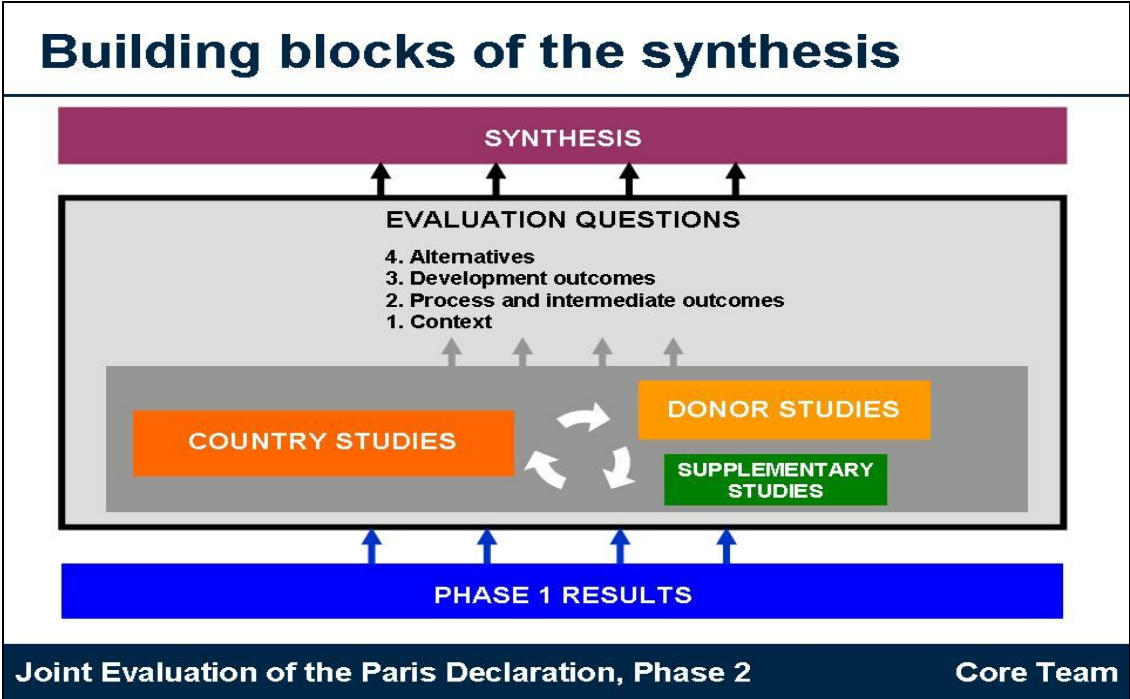 Building blocks of the synthesis
SYNTHESIS
EVALUATION QUESTIONS
4. Alternatives
3. Development outcomes
2. Process and intermediate outcomes
1. Context
COUNTRY STUDIES
DONOR STUDIES
SUPPLEMENTARY
STUDIES
PHASE 1 RESULTS
Joint Evaluation of the Paris Declaration, Phase 2
Core Team